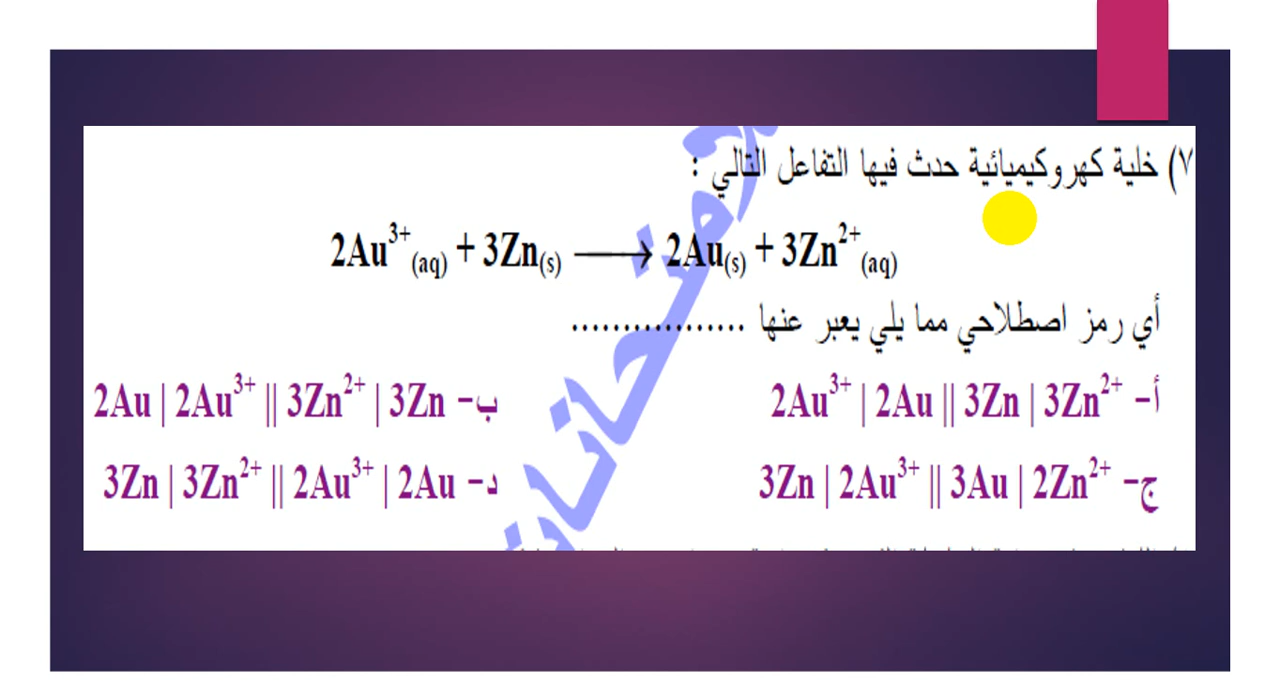 ٧) خلية كهروكيميائية حدث فيها التفاعل التالي :
2Au³⁺(aq) + 3Zn(s) ⟶ 2Au(s) + 3Zn²⁺(aq)
أي رمز اصطلاحي مما يلي يعبر عنها .................
أ- 2Au³⁺ | 2Au || 3Zn | 3Zn²⁺
ب- 2Au | 2Au³⁺ || 3Zn²⁺ | 3Zn
ج- 3Zn | 2Au³⁺ || 3Au | 2Zn²⁺
د- 3Zn | 3Zn²⁺ || 2Au³⁺ | 2Au